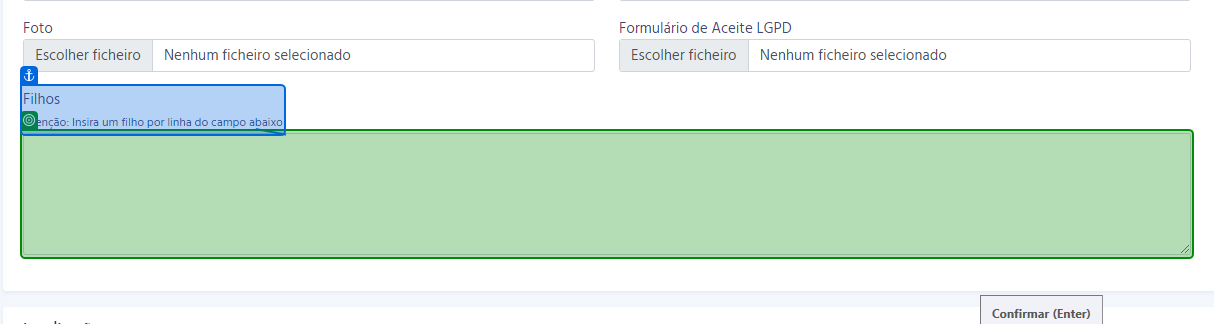 Foto
Formulário de Aceite LGPD
Escolher ficheiro Nenhum ficheiro selecionado
Escolher ficheiro Nenhum ficheiro selecionado
Filhos
enção: Insira um filho por linha do campo abaixo
Confirmar (Enter)